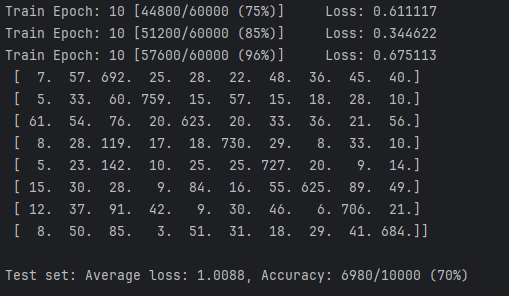 Train Epoch: 10 [44800/60000 (75%)]     Loss: 0.611117
Train Epoch: 10 [51200/60000 (85%)]     Loss: 0.344622
Train Epoch: 10 [57600/60000 (96%)]     Loss: 0.675113
 [  7.  57. 692.  25.  28.  22.  48.  36.  45.  40.]
 [  5.  33.  60. 759.  15.  57.  15.  18.  28.  10.]
 [ 61.  54.  76.  20. 623.  20.  33.  36.  21.  56.]
 [  8.  28. 119.  17.  18. 730.  29.   8.  33.  10.]
 [  5.  23. 142.  10.  25.  25. 727.  20.   9.  14.]
 [ 15.  30.  28.   9.  84.  16.  55. 625.  89.  49.]
 [ 12.  37.  91.  42.   9.  30.  46.   6. 706.  21.]
 [  8.  50.  85.   3.  51.  31.  18.  29.  41. 684.]]
Test set: Average loss: 1.0088, Accuracy: 6980/10000 (70%)